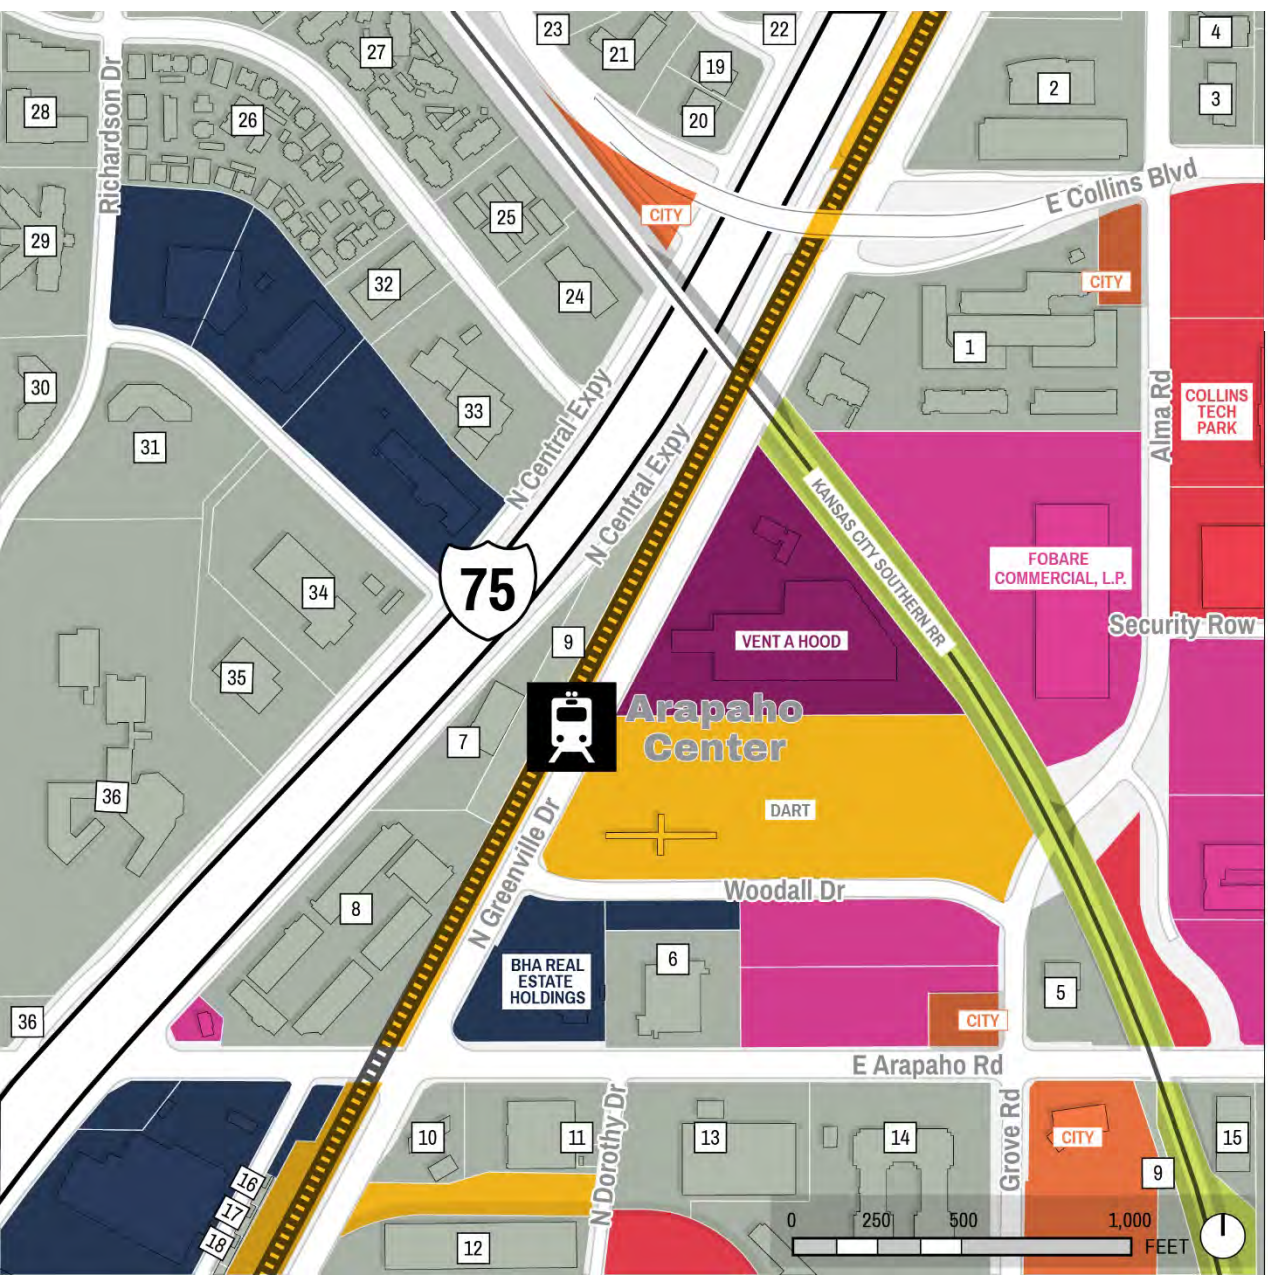 23
22
27
21
19
4
2
3
28
26
20
Richardson Dr
E Collins Blvd
25
CITY
29
CITY
32
24
1
30
33
N Central Expy
Alma Rd
COLLINS
TECH
PARK
31
N Central Expy
KANSAS CITY SOUTHERN RR
FOBARE
COMMERCIAL, L.P.
75
34
9
VENT A HOOD
Security Row
35
Arapaho
Center
7
36
DART
N Greenville Dr
Woodall Dr
8
6
BHA REAL
ESTATE
HOLDINGS
5
36
CITY
E Arapaho Rd
10
11
N Dorothy Dr
13
14
Grove Rd
CITY
15
9
16
17
18
12
0 250 500 1,000
FEET